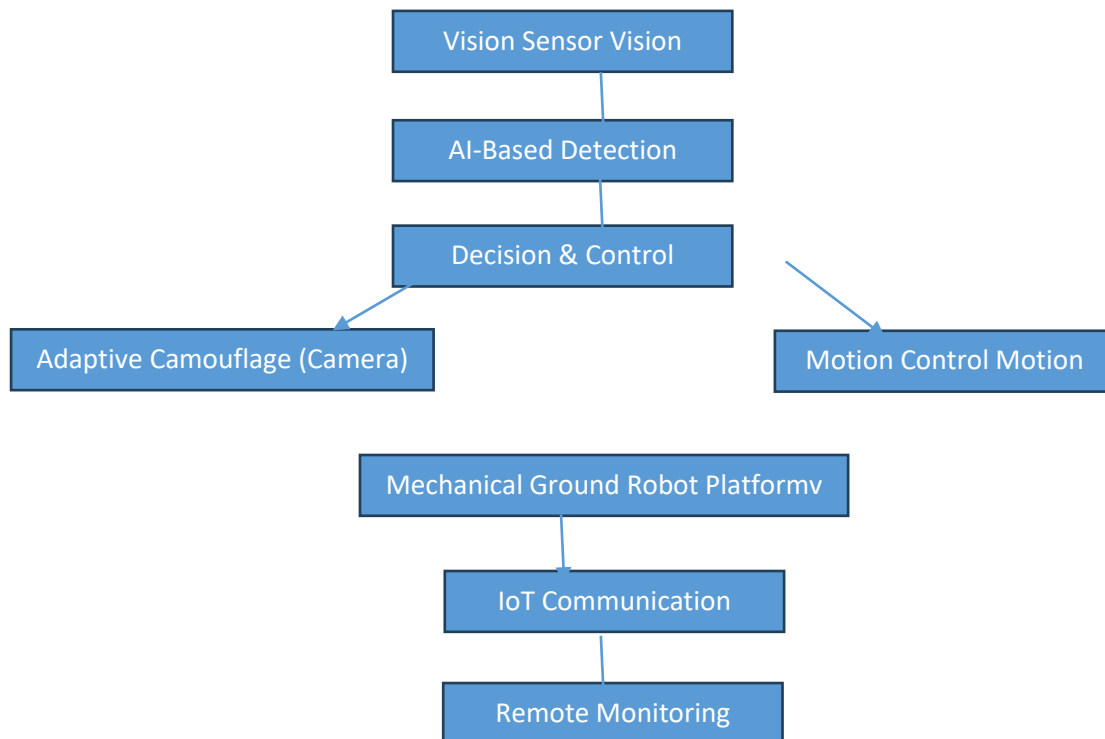 Vision Sensor Vision
AI-Based Detection
Decision & Control
Adaptive Camouflage (Camera)
Motion Control Motion
Mechanical Ground Robot Platformv
IoT Communication
Remote Monitoring